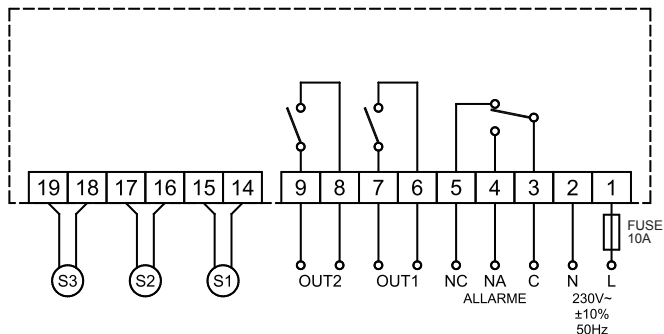 19 18 17 16 15 14 9 8 7 6 5 4 3 2 1
FUSE
10A
S3 S2 S1 OUT2 OUT1 NC NA C N L
ALLARME
230V~
±10%
50Hz